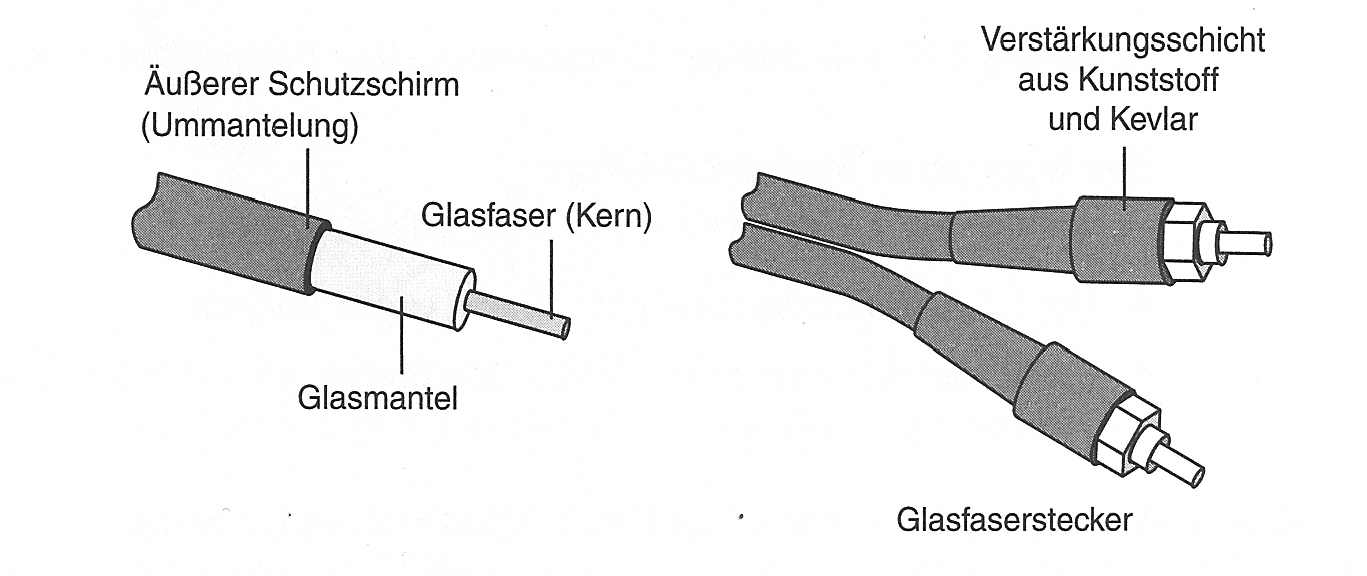 Äußerer Schutzschirm
(Ummantelung)
Glasfaser (Kern)
Glasmantel
Verstärkungsschicht
aus Kunststoff
und Kevlar
Glasfaserstecker